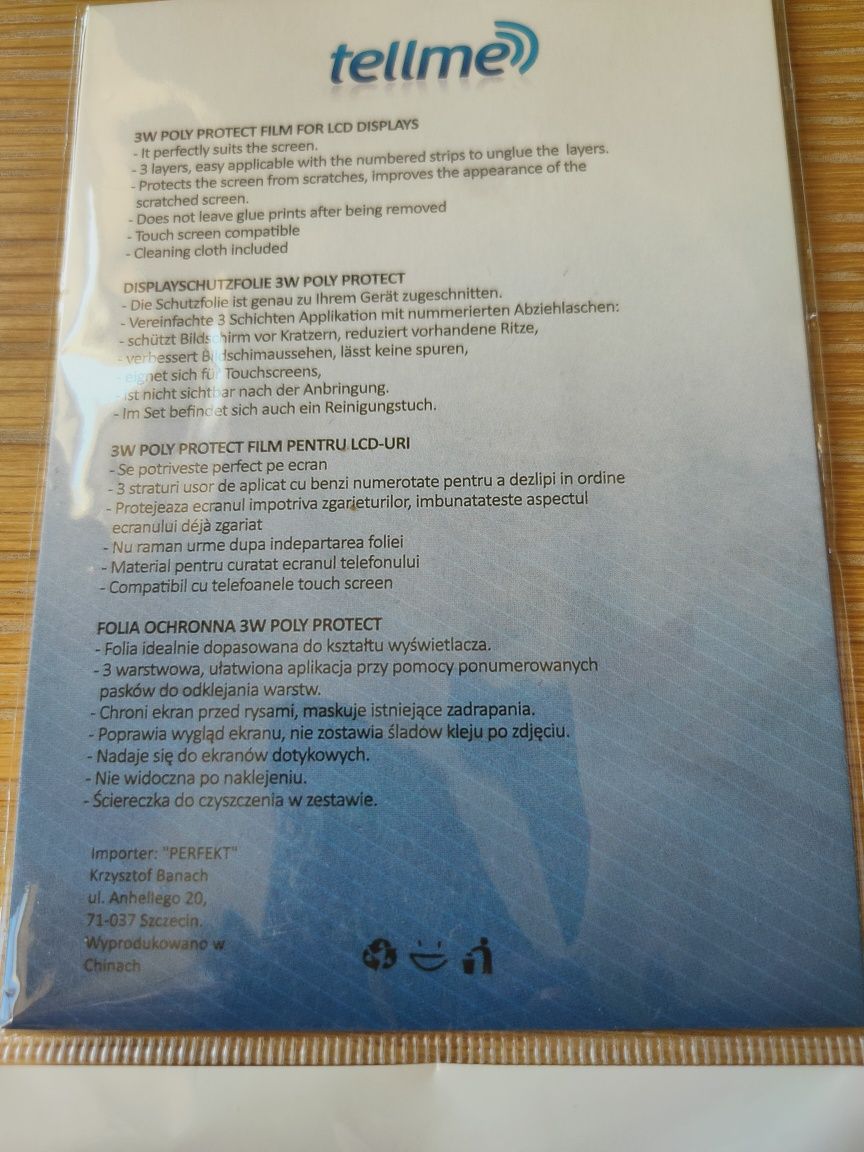 tellme
3W POLY PROTECT FILM FOR LCD DISPLAYS
- It perfectly suits the screen.
- 3 layers, easy applicable with the numbered strips to unglue the layers.
- Protects the screen from scratches, improves the appearance of the
scratched screen.
- Does not leave glue prints after being removed
- Touch screen compatible
- Cleaning cloth included
DISPLAYSCHUTZFOLIE 3W POLY PROTECT
- Die Schutzfolie ist genau zu Ihrem Gerät zugeschnitten.
- Vereinfachte 3 Schichten Applikation mit nummerierten Abziehlaschen:
- schützt Bildschirm vor Kratzern, reduziert vorhandene Ritze,
- verbessert Bildschimaussehen, lässt keine spuren,
- eignet sich für Touchscreens,
- ist nicht sichtbar nach der Anbringung.
- Im Set befindet sich auch ein Reinigungstuch.
3W POLY PROTECT FILM PENTRU LCD-URI
- Se potriveste perfect pe ecran
- 3 straturi usor de aplicat cu benzi numerotate pentru a dezlipi in ordine
- Protejeaza ecranul impotriva zgarieturilor, imbunatateste aspectul
ecranului déjà zgariat
- Nu raman urme dupa indepartarea foliei
- Material pentru curatat ecranul telefonului
- Compatibil cu telefoanele touch screen
FOLIA OCHRONNA 3W POLY PROTECT
- Folia idealnie dopasowana do kształtu wyświetlacza.
- 3 warstwowa, ułatwiona aplikacja przy pomocy ponumerowanych
pasków do odklejania warstw.
- Chroni ekran przed rysami, maskuje istniejące zadrapania.
- Poprawia wygląd ekranu, nie zostawia śladów kleju po zdjęciu.
- Nadaje się do ekranów dotykowych.
- Nie widoczna po naklejeniu.
- Ściereczka do czyszczenia w zestawie.
Importer: "PERFEKT"
Krzysztof Banach
ul. Anhellego 20,
71-037 Szczecin.
Wyprodukowano w
Chinach